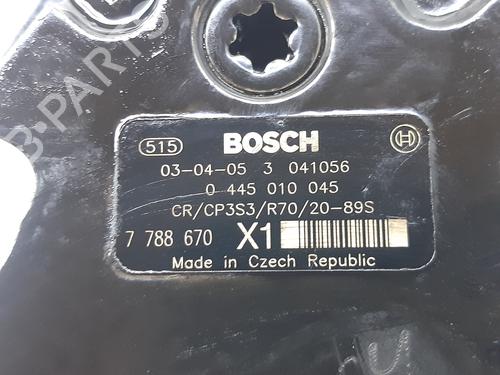 515 BOSCH
03-04-05 3 041056
0 445 010 045
CR/CP3S3/R70/20-89S
7 788 670 X1
Made in Czech Republic